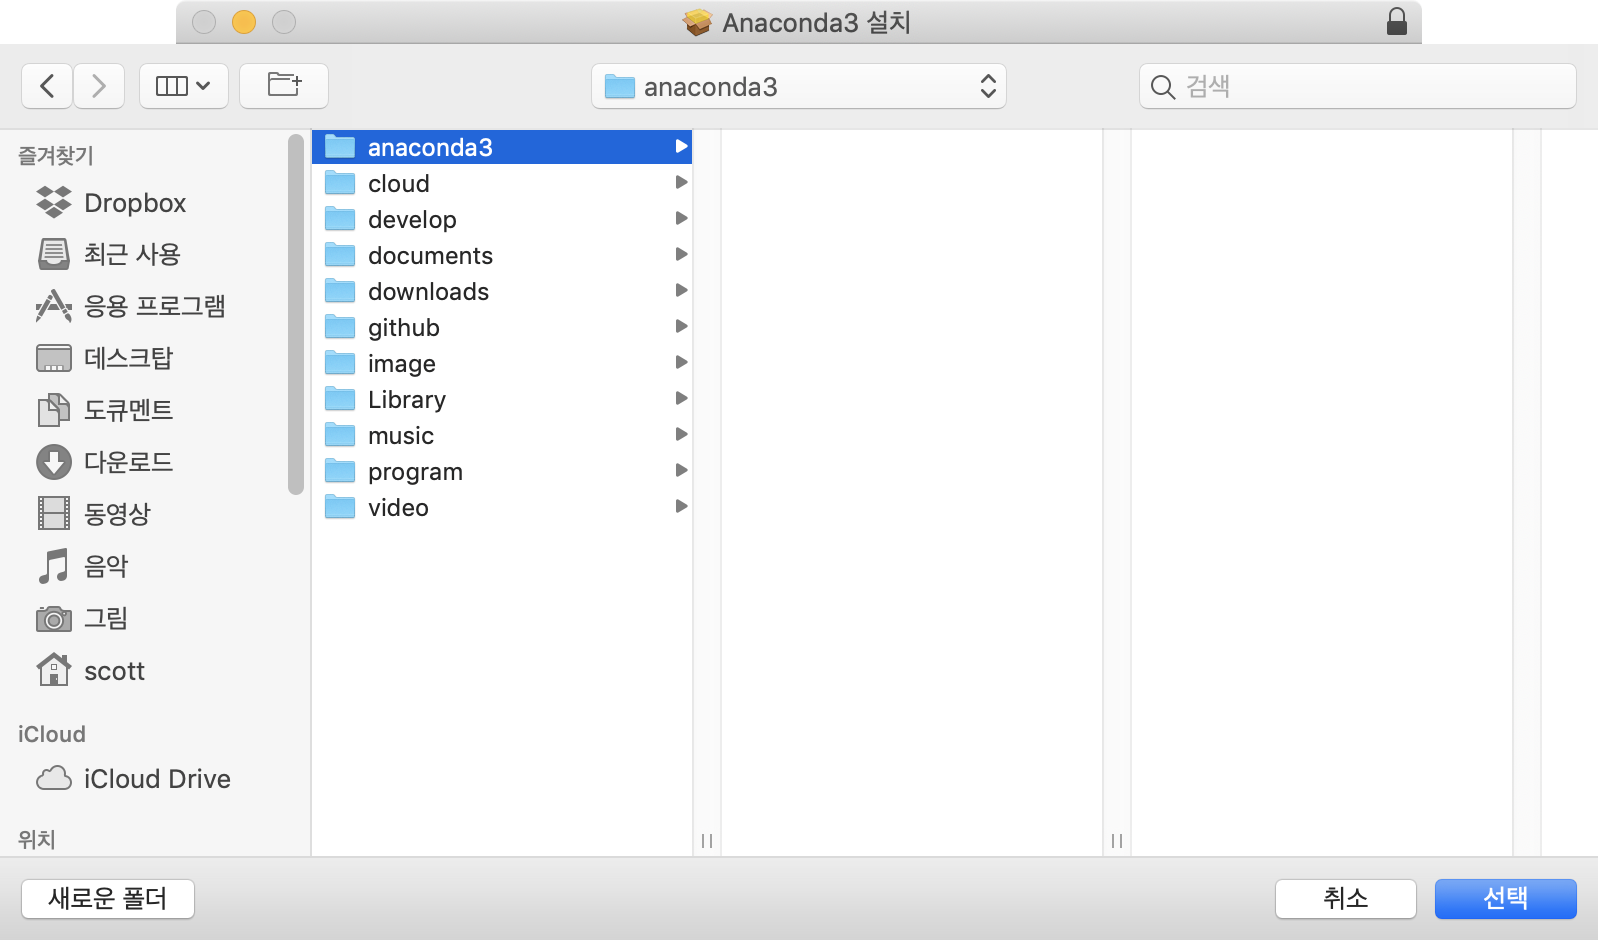 Anaconda3 설치
anaconda3
검색
즐겨찾기
Dropbox
최근 사용
응용 프로그램
데스크탑
도큐멘트
다운로드
동영상
음악
그림
scott
iCloud
iCloud Drive
위치
anaconda3
cloud
develop
documents
downloads
github
image
Library
music
program
video
새로운 폴더
취소
선택